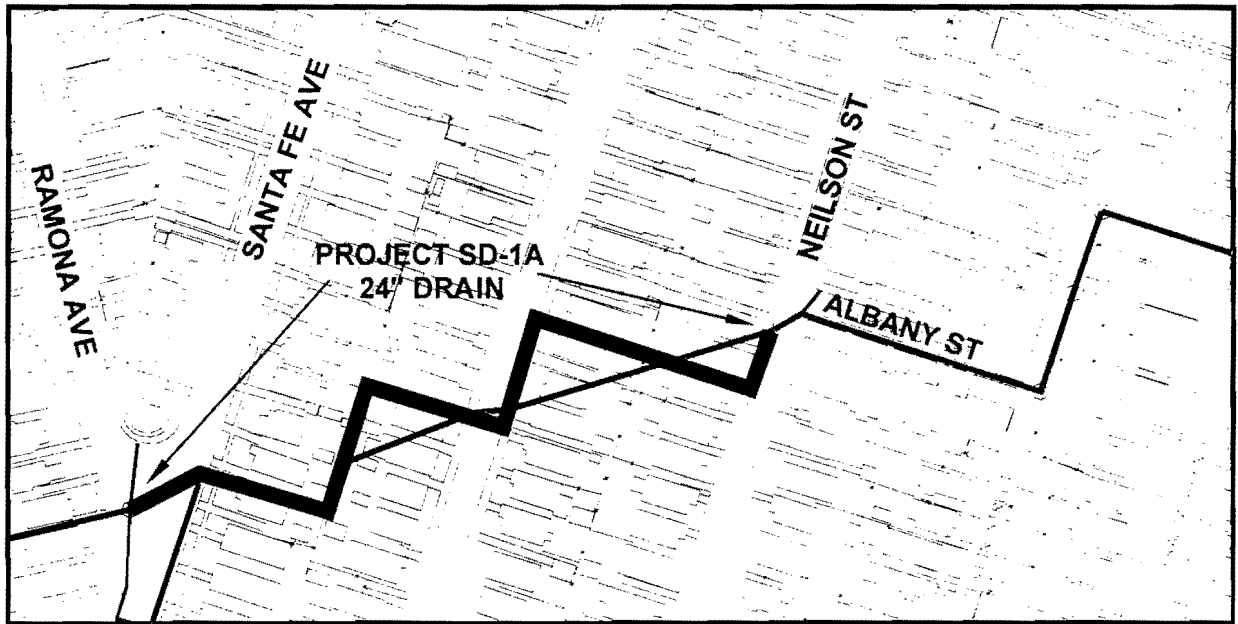 RAMONA AVE
SANTA FE AVE
PROJECT SD-1A
24" DRAIN
NEILSON ST
ALBANY ST